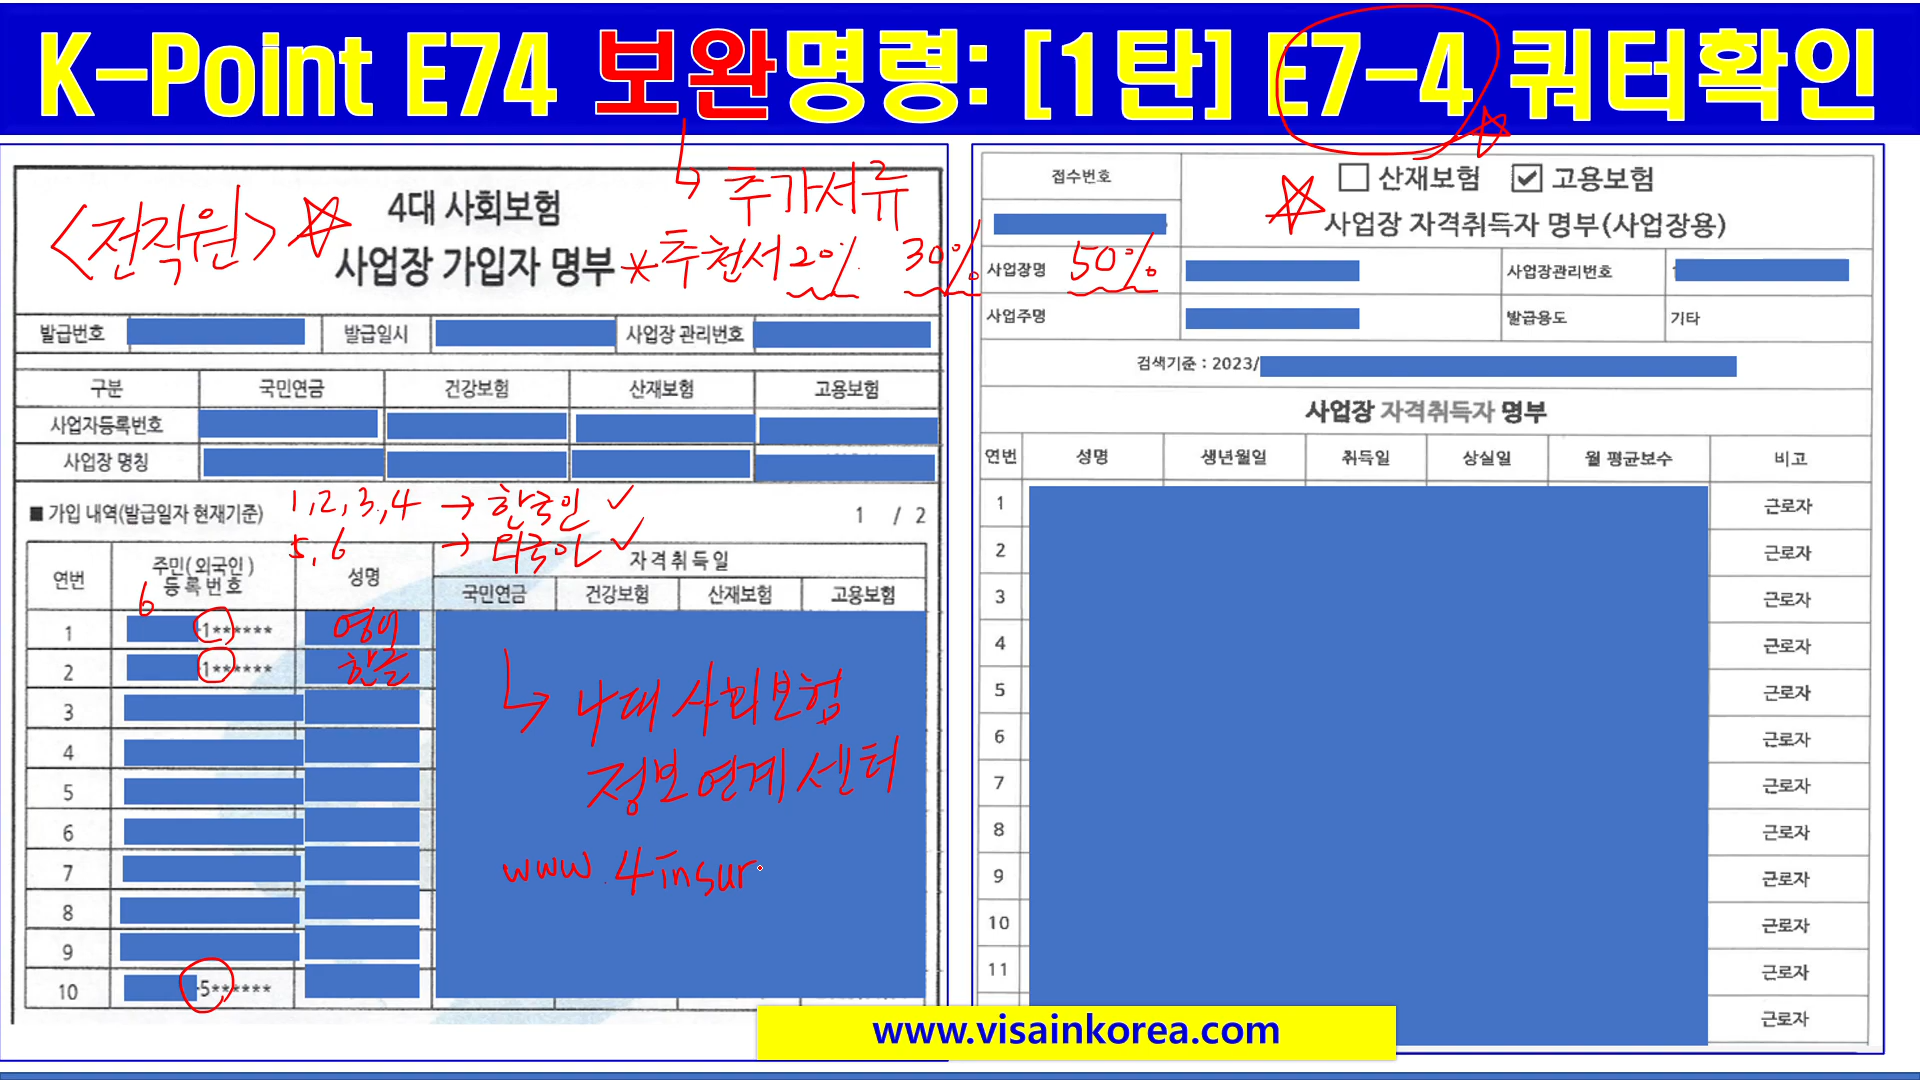 K-Point E74 보완명령: [1탄] E7-4 쿼터확인
추가서류
<전직원>
4대 사회보험
사업장 가입자 명부
*추천서 20% 30% 50%
발급번호 발급일시 사업장 관리번호
구분 국민연금 건강보험 산재보험 고용보험
사업자등록번호
사업장 명칭
■ 가입 내역(발급일자 현재기준) 1 / 2
1,2,3,4 → 한국인 ✓
5,6 → 외국인 ✓
연번 주민(외국인) 등록번호 성명 자격취득일
국민연금 건강보험 산재보험 고용보험
6
1 -1****** 영어
2 -1****** 한글
3
4
5
6
7
8
9
10 -5******
4대 사회보험
정보연계센터
www.4insur
접수번호
산재보험 ✓ 고용보험
사업장 자격취득자 명부(사업장용)
사업장명 사업장관리번호
사업주명 발급용도 기타
검색기준 : 2023/
사업장 자격취득자 명부
연번 성명 생년월일 취득일 상실일 월 평균보수 비고
1 근로자
2 근로자
3 근로자
4 근로자
5 근로자
6 근로자
7 근로자
8 근로자
9 근로자
10 근로자
11 근로자
근로자
www.visainkorea.com